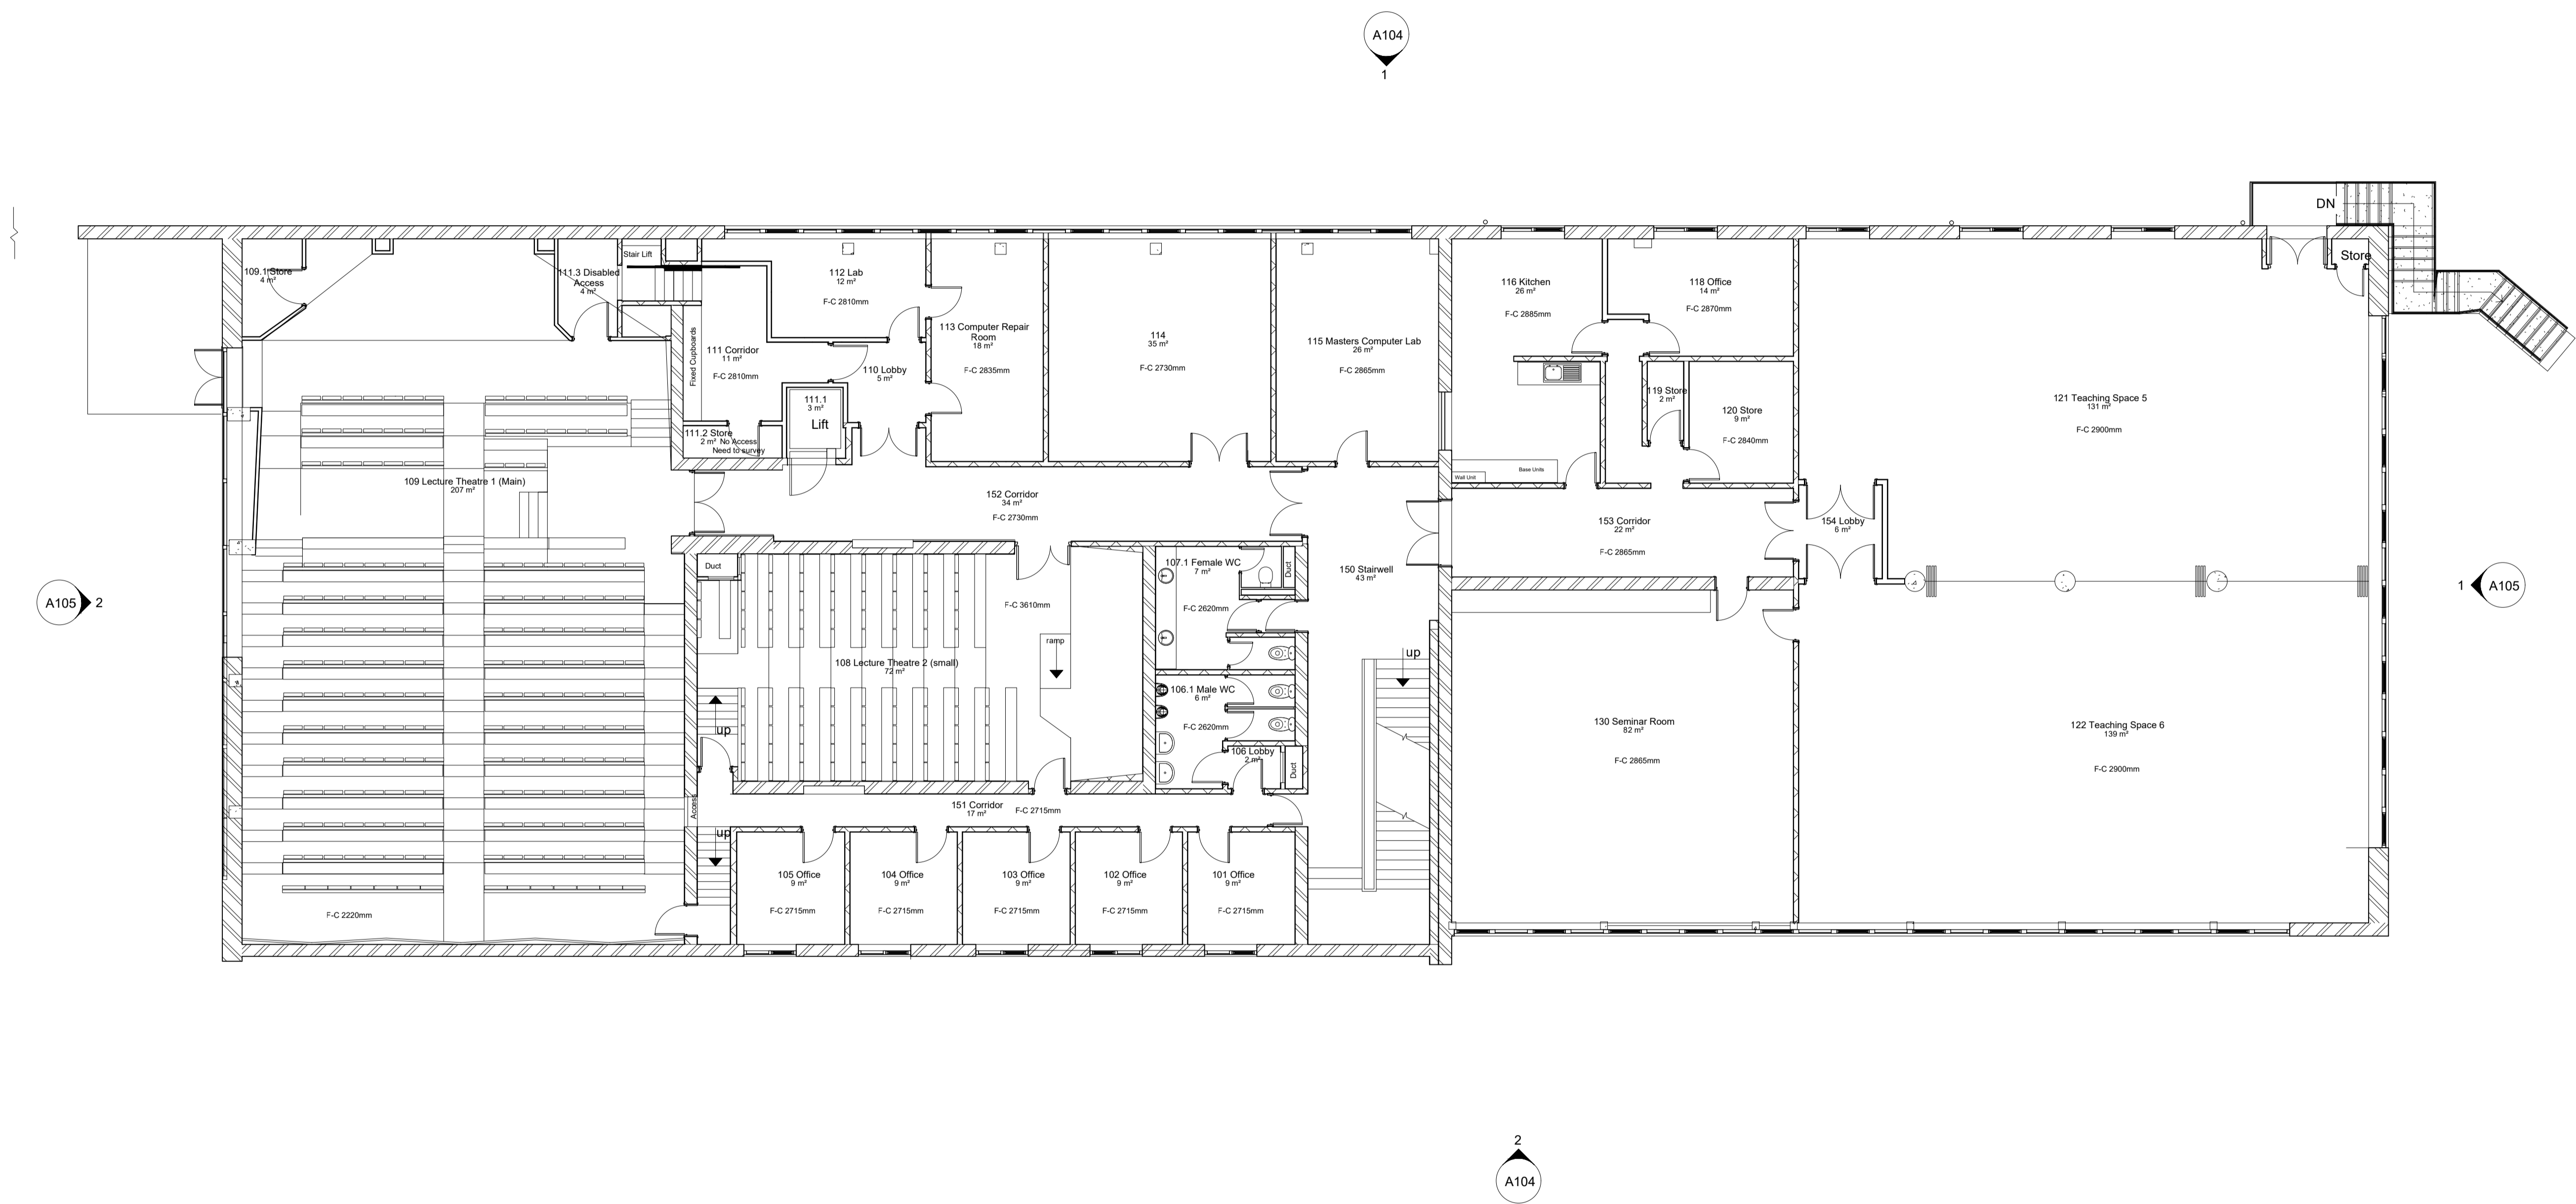 A104
1
DN
Store
Stair Lift
109.1 Store
4 m²
111.3 Disabled
Access
4 m²
112 Lab
12 m²
F-C 2810mm
113 Computer Repair
Room
18 m²
F-C 2835mm
114
35 m²
F-C 2730mm
115 Masters Computer Lab
26 m²
F-C 2865mm
116 Kitchen
26 m²
F-C 2885mm
118 Office
14 m²
F-C 2870mm
Fixed Cupboards
111 Corridor
11 m²
F-C 2810mm
110 Lobby
5 m²
111.1
3 m²
Lift
111.2 Store
2 m² No Access
Need to survey
119 Store
2 m²
120 Store
9 m²
F-C 2840mm
121 Teaching Space 5
131 m²
F-C 2900mm
Base Units
Wall Unit
109 Lecture Theatre 1 (Main)
207 m²
152 Corridor
34 m²
F-C 2730mm
153 Corridor
22 m²
F-C 2865mm
154 Lobby
6 m²
A105
2
Duct
F-C 3610mm
107.1 Female WC
7 m²
Duct
F-C 2620mm
150 Stairwell
43 m²
1
A105
ramp
up
108 Lecture Theatre 2 (small)
72 m²
106.1 Male WC
6 m²
F-C 2620mm
up
106 Lobby
2 m²
Duct
130 Seminar Room
82 m²
F-C 2865mm
122 Teaching Space 6
139 m²
F-C 2900mm
Access
151 Corridor
17 m²
F-C 2715mm
up
105 Office
9 m²
F-C 2715mm
104 Office
9 m²
F-C 2715mm
103 Office
9 m²
F-C 2715mm
102 Office
9 m²
F-C 2715mm
101 Office
9 m²
F-C 2715mm
F-C 2220mm
2
A104